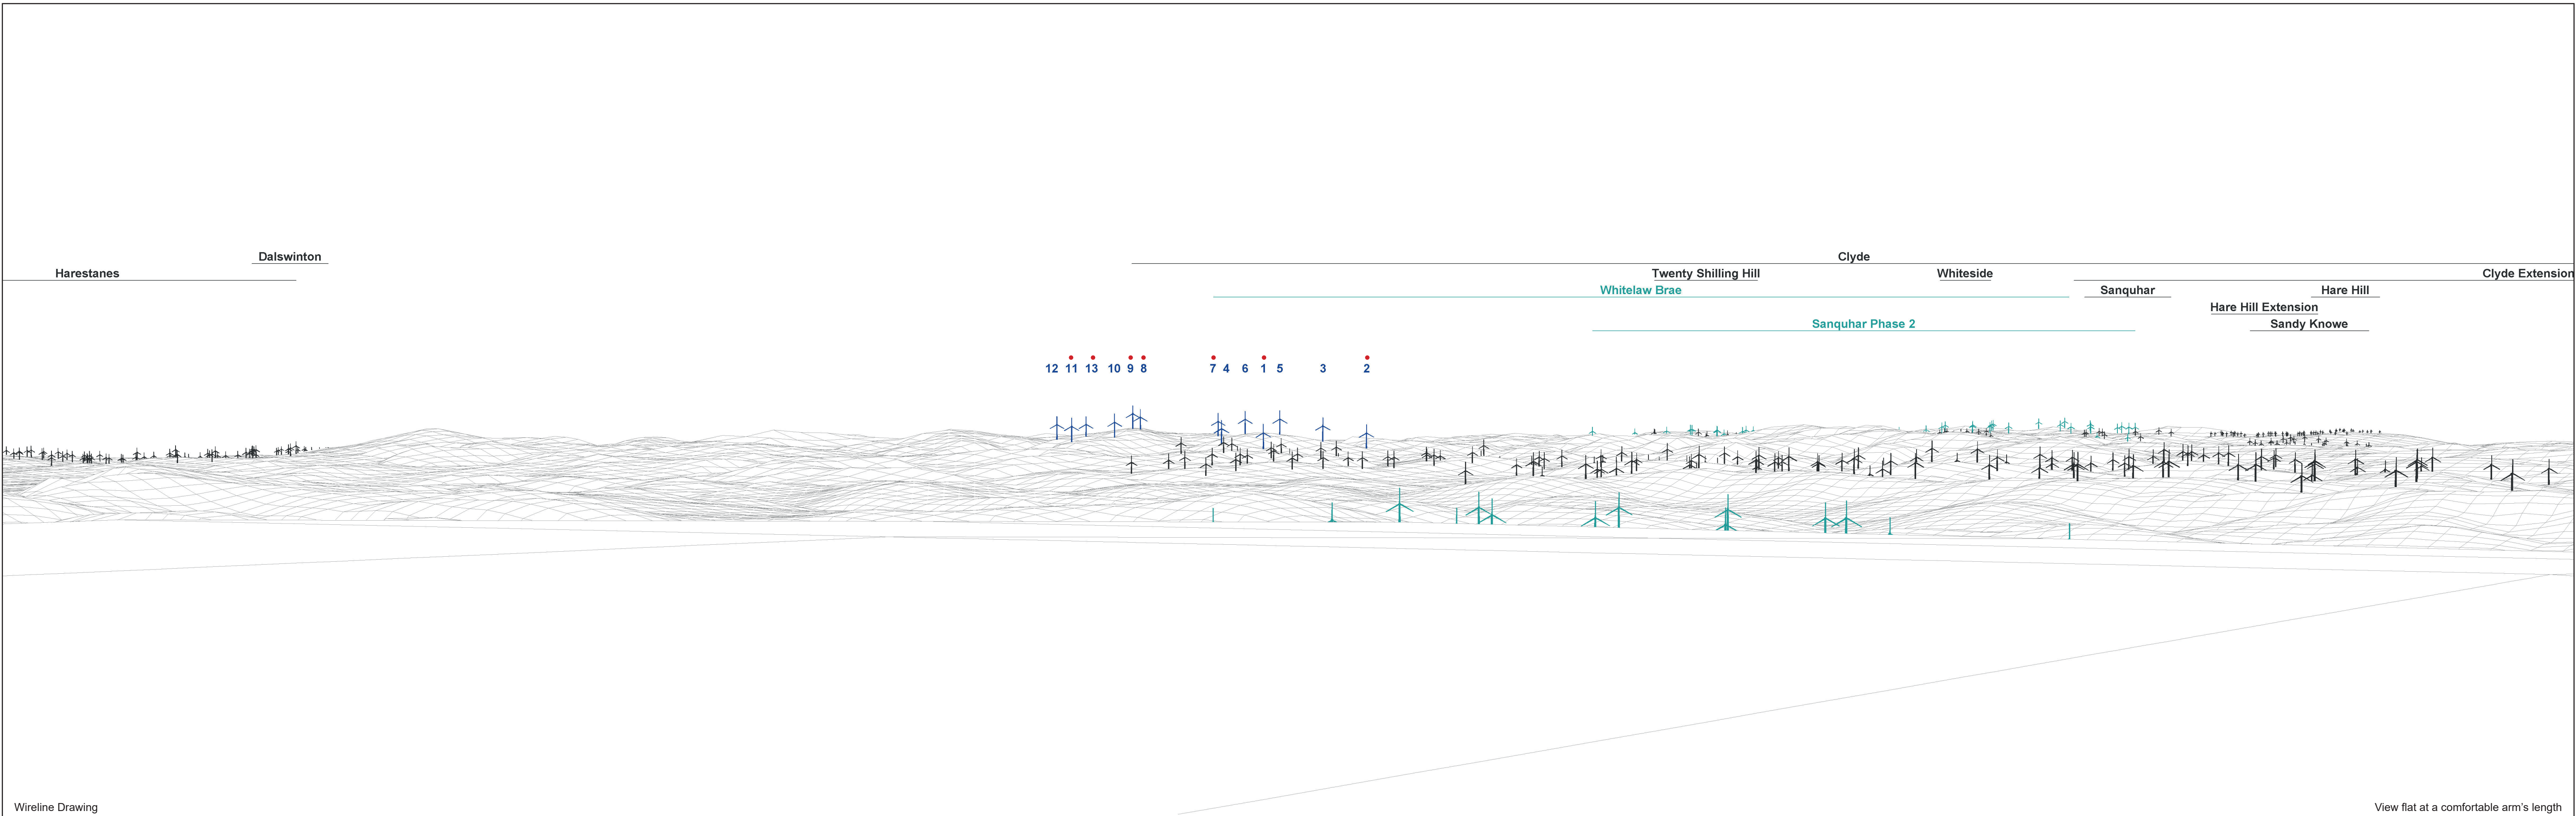 Dalswinton
Clyde
Harestanes
Twenty Shilling Hill
Whiteside
Clyde Extension
Whitelaw Brae
Sanquhar
Hare Hill
Hare Hill Extension
Sanquhar Phase 2
Sandy Knowe
12 11 13 10 9 8 7 4 6 1 5 3 2
Wireline Drawing
View flat at a comfortable arm's length